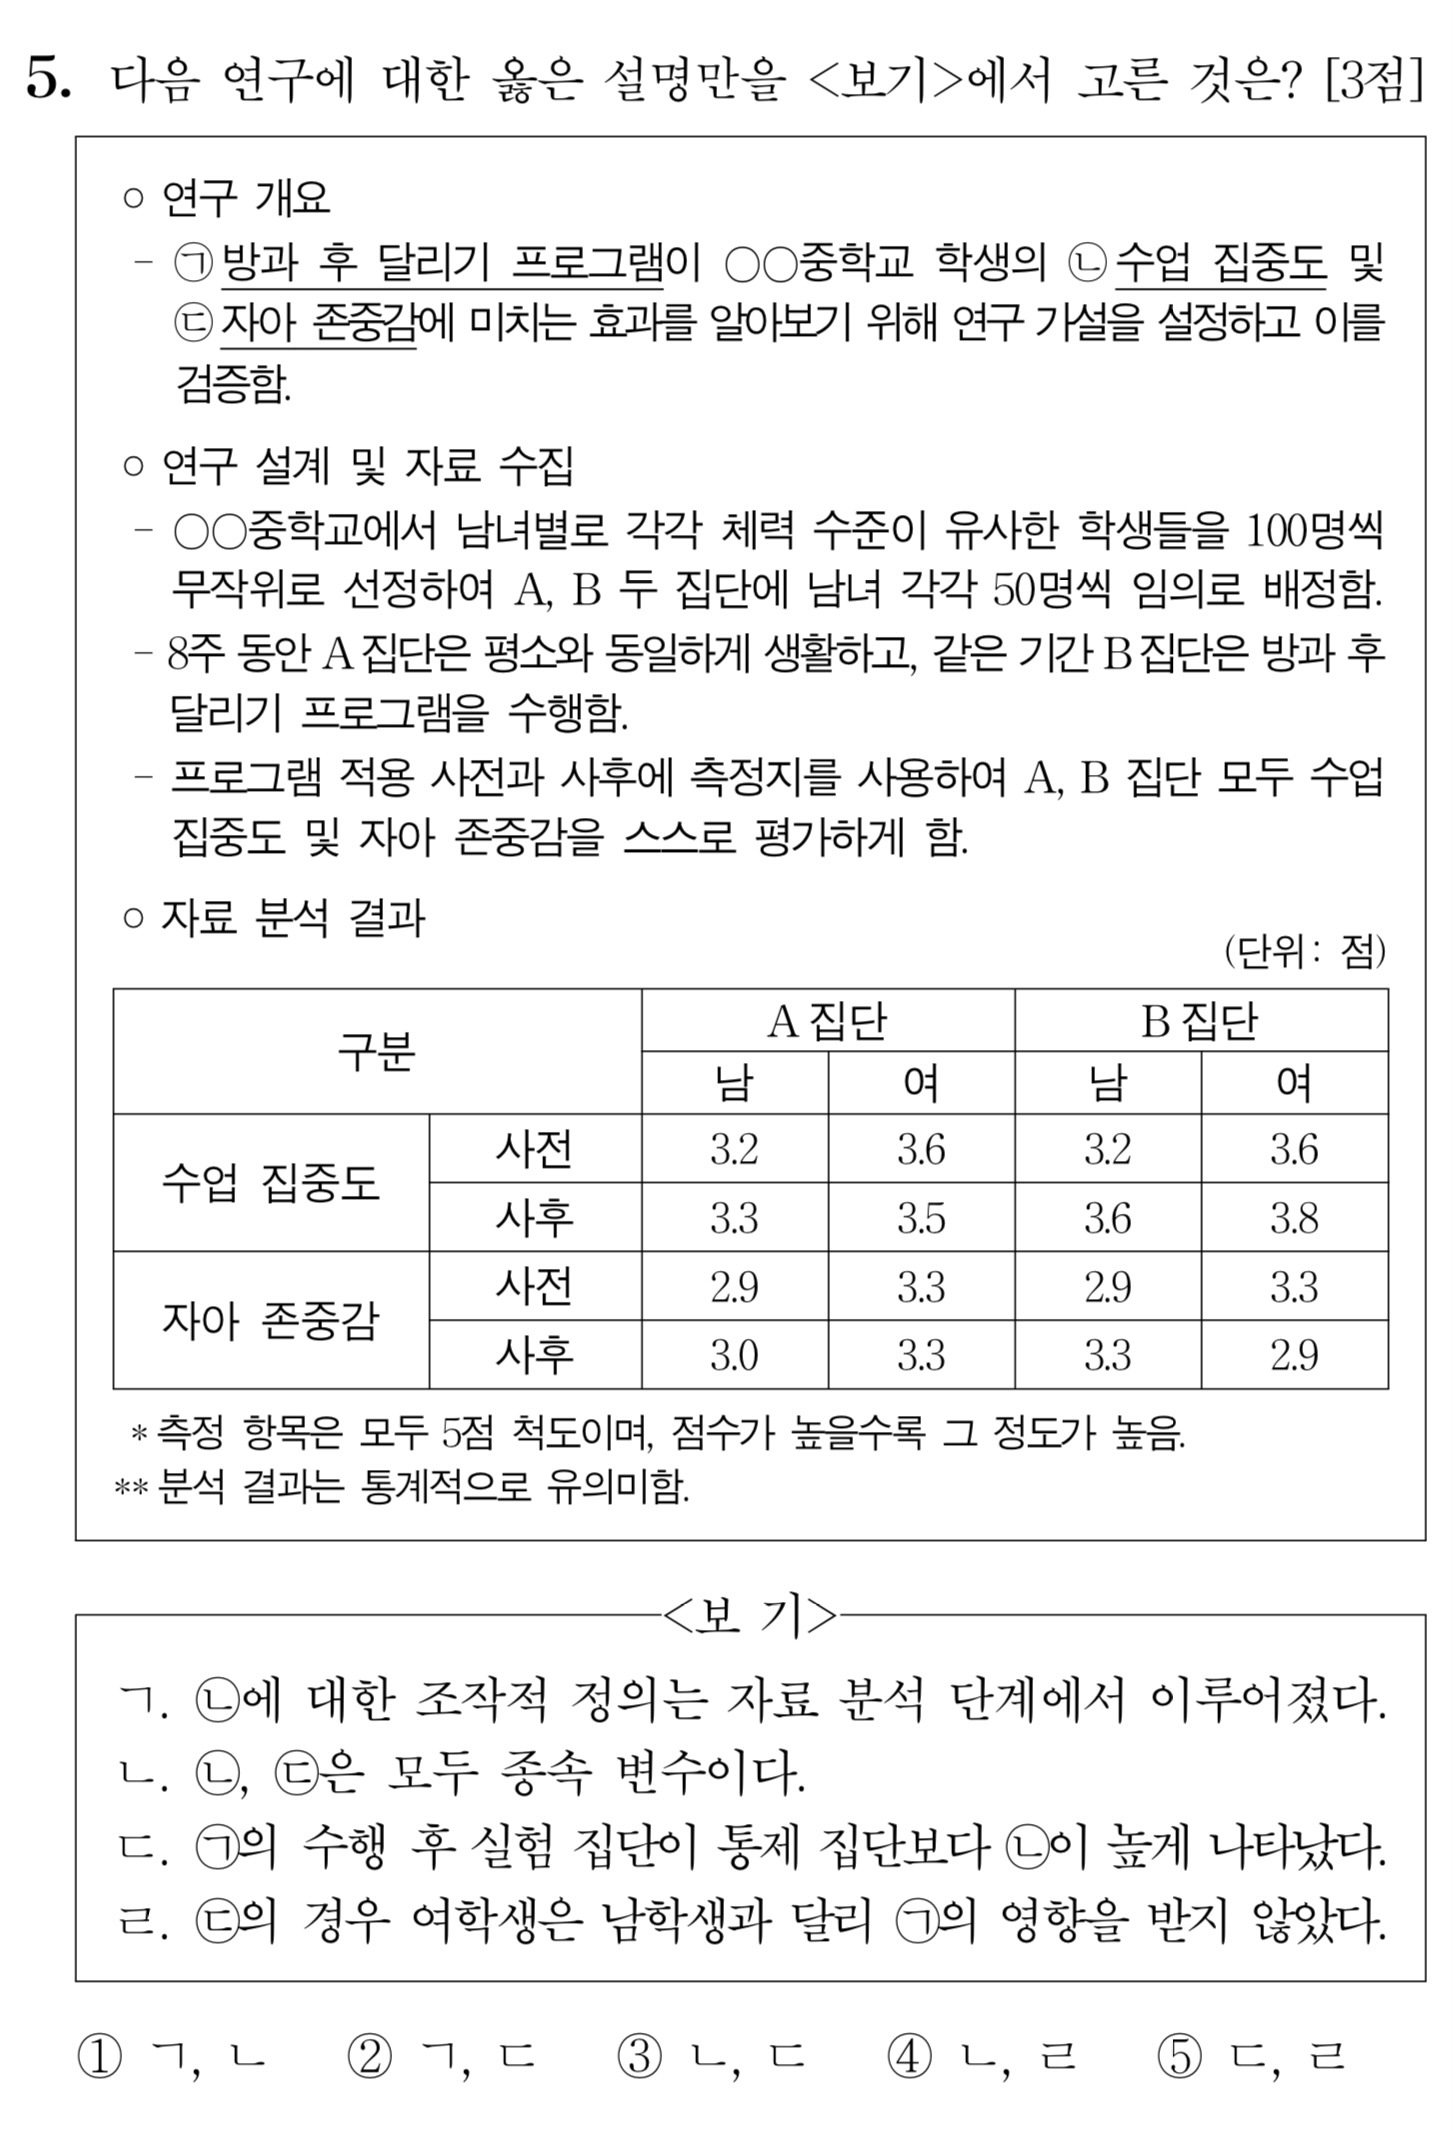 5. 다음 연구에 대한 옳은 설명만을 <보기>에서 고른 것은? [3점]
○ 연구 개요
- ㉠방과 후 달리기 프로그램이 ○○중학교 학생의 ㉡수업 집중도 및
㉢자아 존중감에 미치는 효과를 알아보기 위해 연구 가설을 설정하고 이를
검증함.
○ 연구 설계 및 자료 수집
- ○○중학교에서 남녀별로 각각 체력 수준이 유사한 학생들을 100명씩
무작위로 선정하여 A, B 두 집단에 남녀 각각 50명씩 임의로 배정함.
- 8주 동안 A 집단은 평소와 동일하게 생활하고, 같은 기간 B 집단은 방과 후
달리기 프로그램을 수행함.
- 프로그램 적용 사전과 사후에 측정지를 사용하여 A, B 집단 모두 수업
집중도 및 자아 존중감을 스스로 평가하게 함.
○ 자료 분석 결과
(단위: 점)
구분 A 집단 B 집단
남 여 남 여
수업 집중도 사전 3.2 3.6 3.2 3.6
사후 3.3 3.5 3.6 3.8
자아 존중감 사전 2.9 3.3 2.9 3.3
사후 3.0 3.3 3.3 2.9
* 측정 항목은 모두 5점 척도이며, 점수가 높을수록 그 정도가 높음.
** 분석 결과는 통계적으로 유의미함.
<보 기>
ㄱ. ㉡에 대한 조작적 정의는 자료 분석 단계에서 이루어졌다.
ㄴ. ㉡, ㉢은 모두 종속 변수이다.
ㄷ. ㉠의 수행 후 실험 집단이 통제 집단보다 ㉡이 높게 나타났다.
ㄹ. ㉢의 경우 여학생은 남학생과 달리 ㉠의 영향을 받지 않았다.
① ㄱ, ㄴ ② ㄱ, ㄷ ③ ㄴ, ㄷ ④ ㄴ, ㄹ ⑤ ㄷ, ㄹ